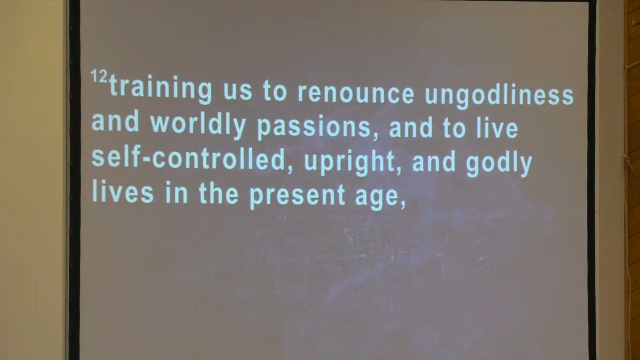 12training us to renounce ungodliness
and worldly passions, and to live
self-controlled, upright, and godly
lives in the present age,